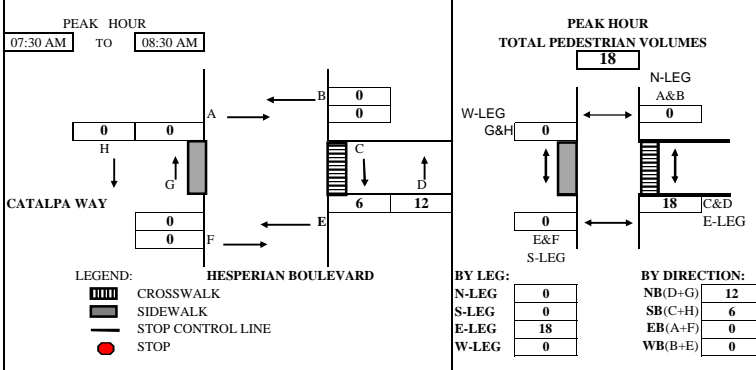 PEAK HOUR
07:30 AM TO 08:30 AM
B 0
A 0
0 0
H C
G D
CATALPA WAY
6 12
0 E
0 F
LEGEND: HESPERIAN BOULEVARD
CROSSWALK
SIDEWALK
STOP CONTROL LINE
STOP
PEAK HOUR
TOTAL PEDESTRIAN VOLUMES
18
N-LEG
A&B
W-LEG 0
G&H 0
18 C&D
0 E-LEG
E&F
S-LEG
BY LEG:
N-LEG 0
S-LEG 0
E-LEG 18
W-LEG 0
BY DIRECTION:
NB(D+G) 12
SB(C+H) 6
EB(A+F) 0
WB(B+E) 0